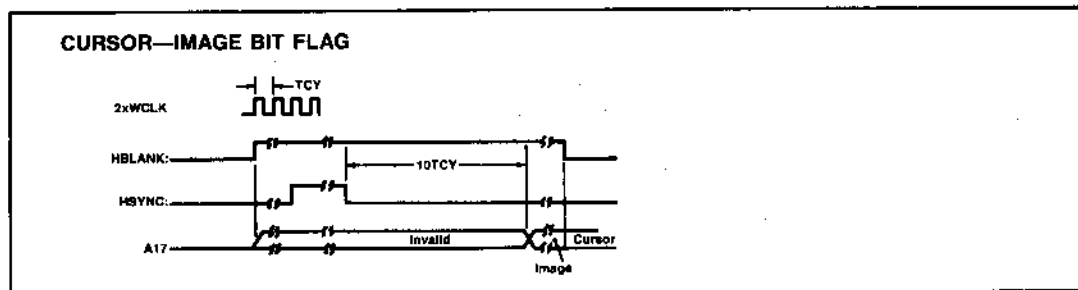 CURSOR—IMAGE BIT FLAG
TCY
2xWCLK
HBLANK:
10TCY
HSYNC:
A17
Invalid
Cursor
Image